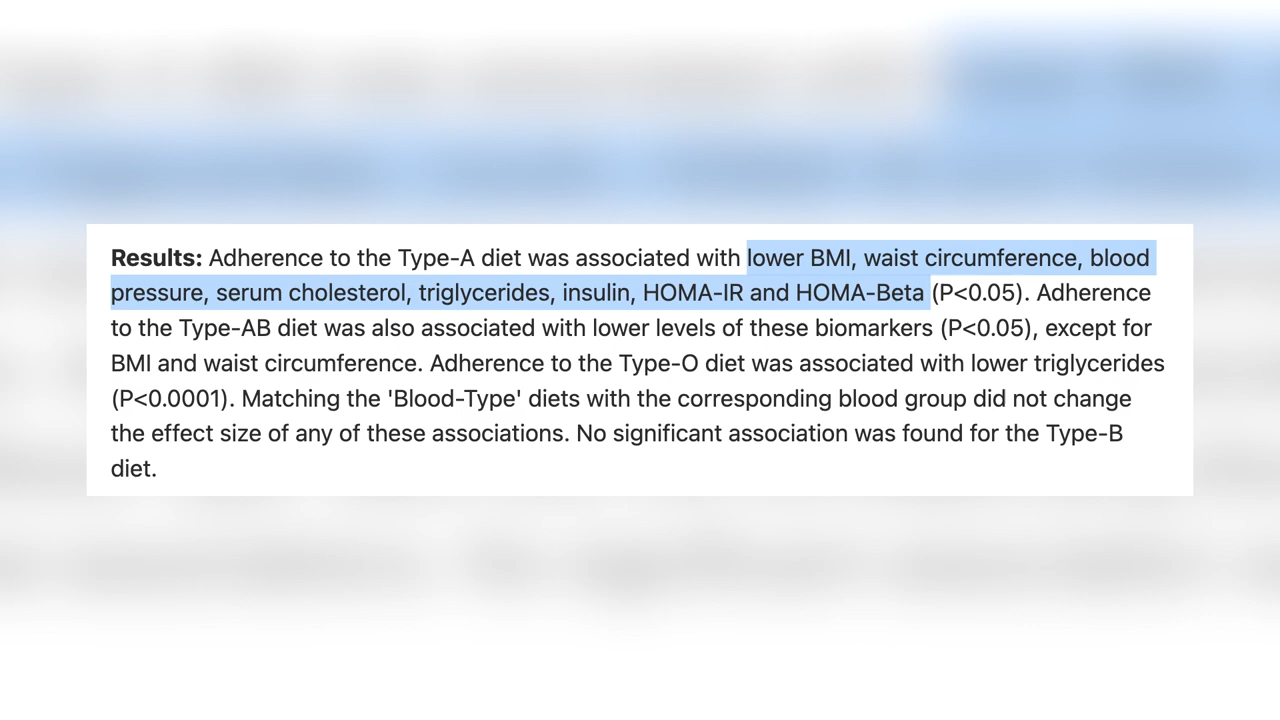 Results: Adherence to the Type-A diet was associated with lower BMI, waist circumference, blood
pressure, serum cholesterol, triglycerides, insulin, HOMA-IR and HOMA-Beta (P<0.05). Adherence
to the Type-AB diet was also associated with lower levels of these biomarkers (P<0.05), except for
BMI and waist circumference. Adherence to the Type-O diet was associated with lower triglycerides
(P<0.0001). Matching the 'Blood-Type' diets with the corresponding blood group did not change
the effect size of any of these associations. No significant association was found for the Type-B
diet.